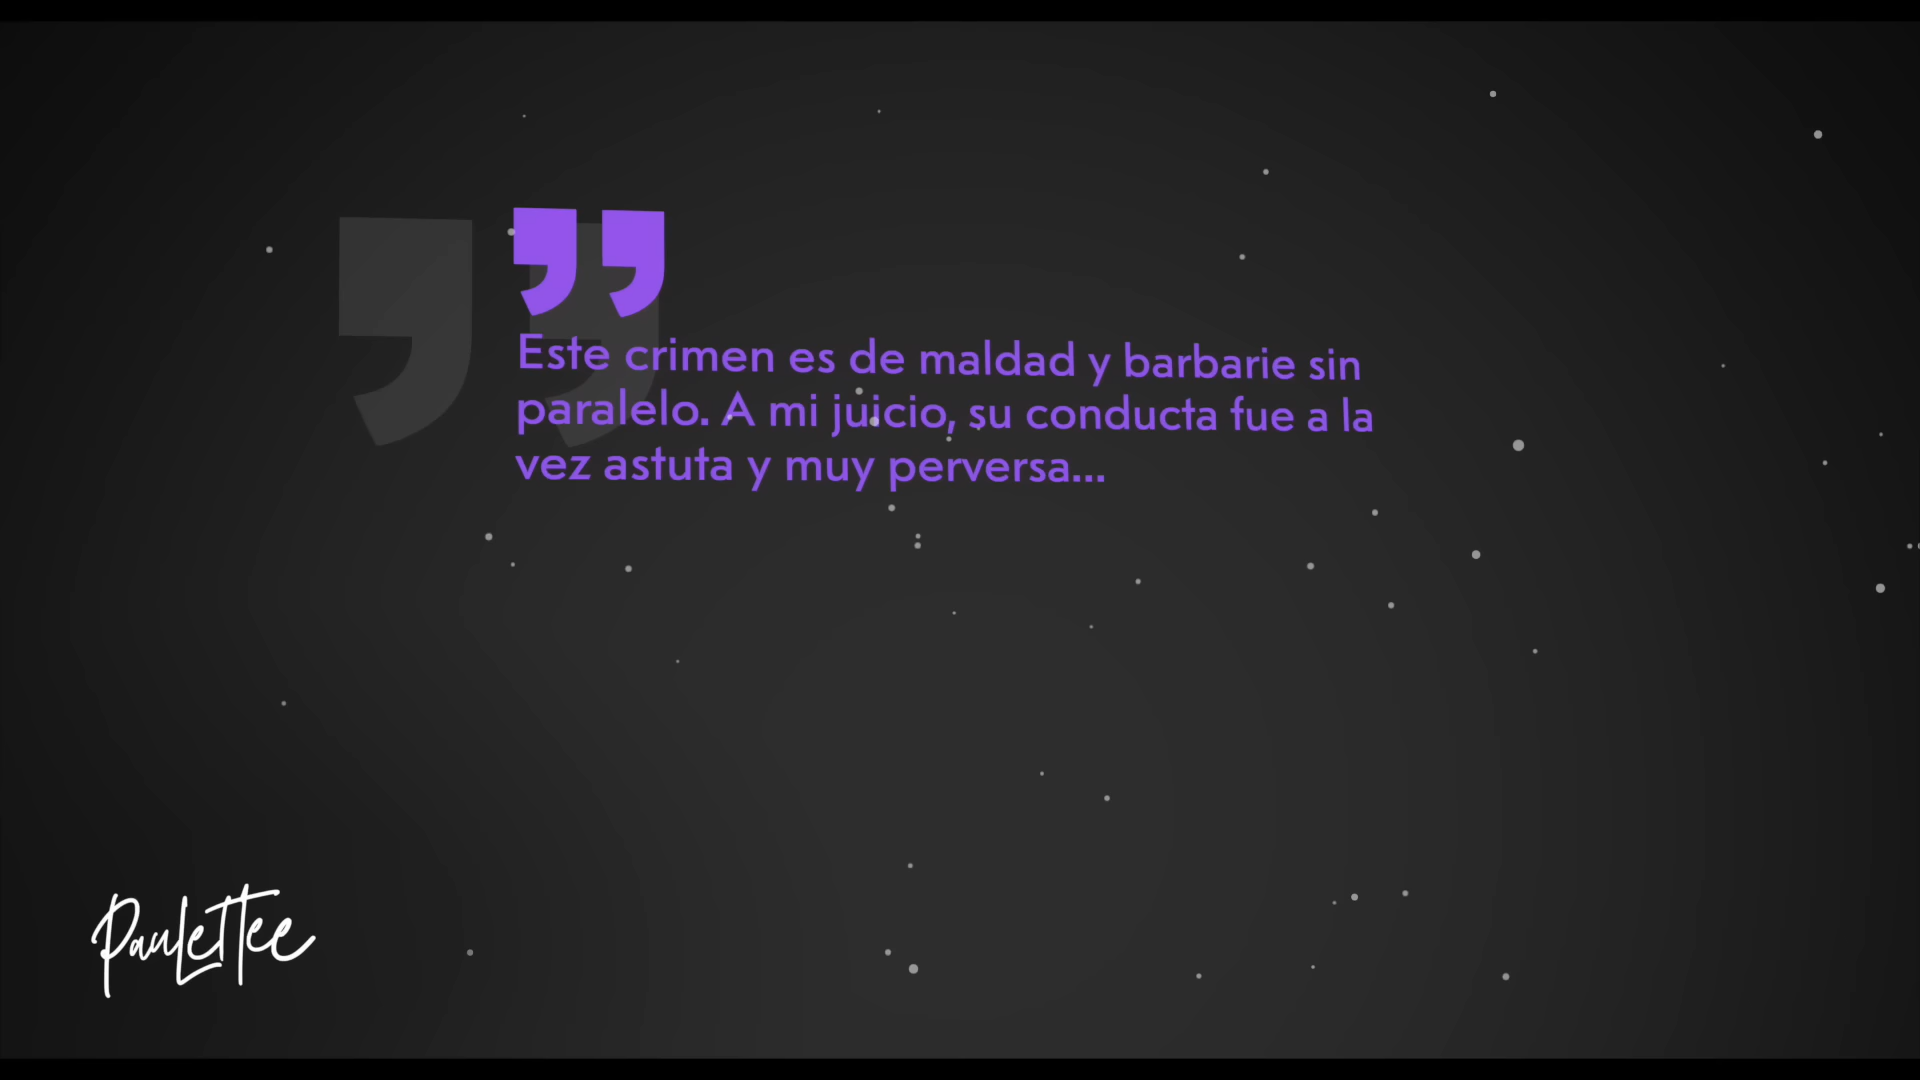 Este crimen es de maldad y barbarie sin
paralelo. A mi juicio, su conducta fue a la
vez astuta y muy perversa...
Paulettee